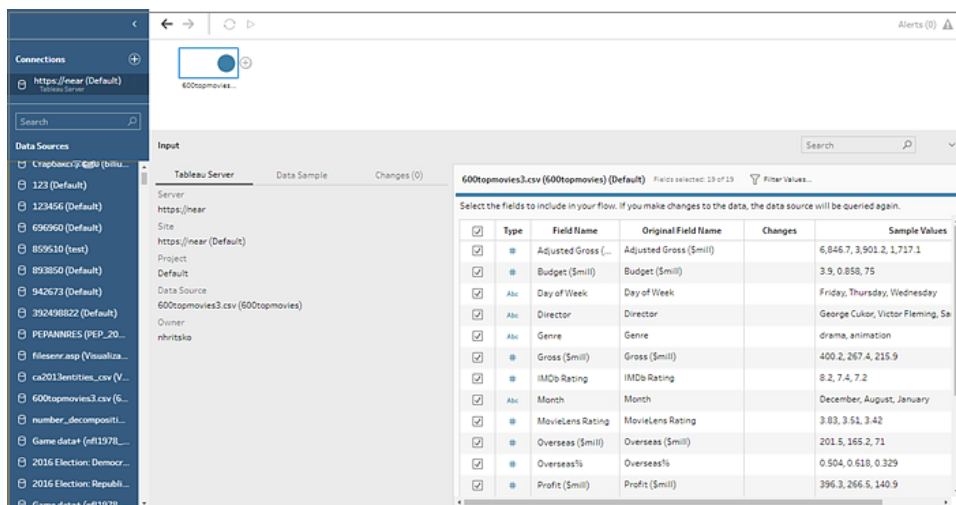 Alerts (0)
Connections
https://near (Default)
Tableau Server
600topmovies...
Search
Data Sources
Input
Search
(biliu...
123 (Default)
123456 (Default)
696960 (Default)
859510 (test)
893850 (Default)
942673 (Default)
392498822 (Default)
PEPANNRES (PEP_20...
filesenr.asp (Visualiza...
ca2013entities_csv (V...
600topmovies3.csv (6...
number_decompositi...
Game data+ (nfl1978_...
2016 Election: Democr...
2016 Election: Republi...
Game data+ (nfl1978_...
Tableau Server Data Sample Changes (0)
Server
https://near
Site
https://near (Default)
Project
Default
Data Source
600topmovies3.csv (600topmovies)
Owner
nhritsko
600topmovies3.csv (600topmovies) (Default) Fields selected: 19 of 19 Filter Values...
Select the fields to include in your flow. If you make changes to the data, the data source will be queried again.
Type Field Name Original Field Name Changes Sample Values
# Adjusted Gross (... Adjusted Gross ($mill) 6,846.7, 3,901.2, 1,717.1
# Budget ($mill) Budget ($mill) 3.9, 0.858, 75
Abc Day of Week Day of Week Friday, Thursday, Wednesday
Abc Director Director George Cukor, Victor Fleming, Sa
Abc Genre Genre drama, animation
# Gross ($mill) Gross ($mill) 400.2, 267.4, 215.9
# IMDb Rating IMDb Rating 8.2, 7.4, 7.2
Abc Month Month December, August, January
# MovieLens Rating MovieLens Rating 3.83, 3.51, 3.42
# Overseas ($mill) Overseas ($mill) 201.5, 165.2, 71
# Overseas% Overseas% 0.504, 0.618, 0.329
# Profit ($mill) Profit ($mill) 396.3, 266.5, 140.9